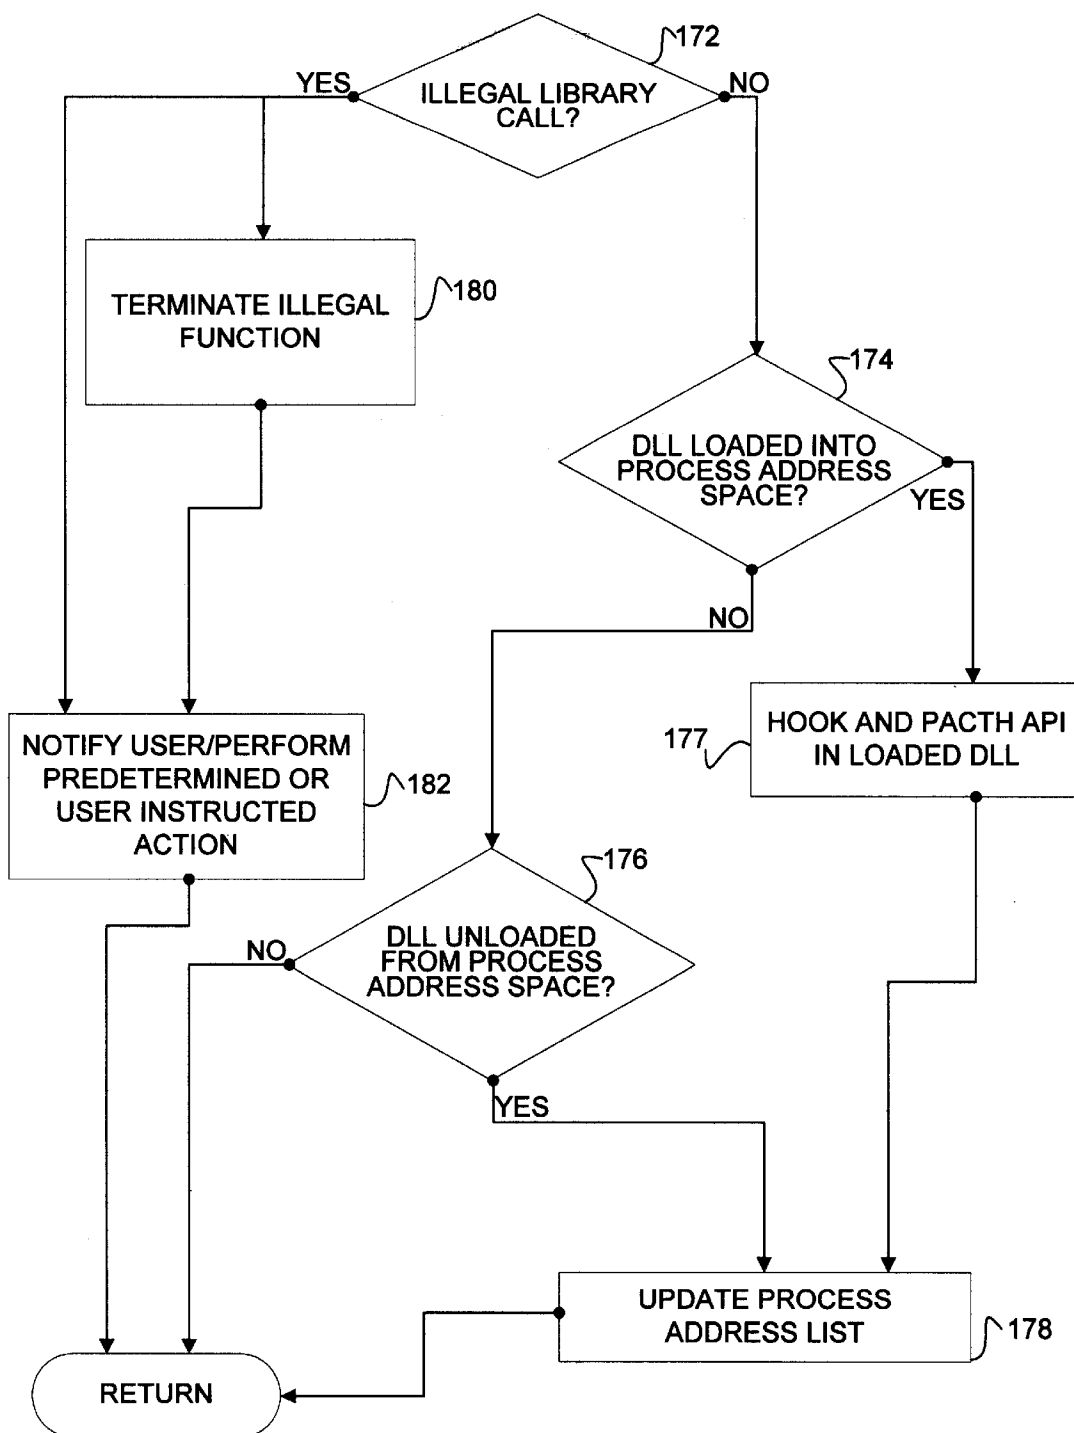 172
YES
NO
ILLEGAL LIBRARY
CALL?
TERMINATE ILLEGAL
FUNCTION
180
174
DLL LOADED INTO
PROCESS ADDRESS
SPACE?
YES
NO
HOOK AND PACTH API
IN LOADED DLL
177
NOTIFY USER/PERFORM
PREDETERMINED OR
USER INSTRUCTED
ACTION
182
176
DLL UNLOADED
FROM PROCESS
ADDRESS SPACE?
NO
YES
UPDATE PROCESS
ADDRESS LIST
178
RETURN